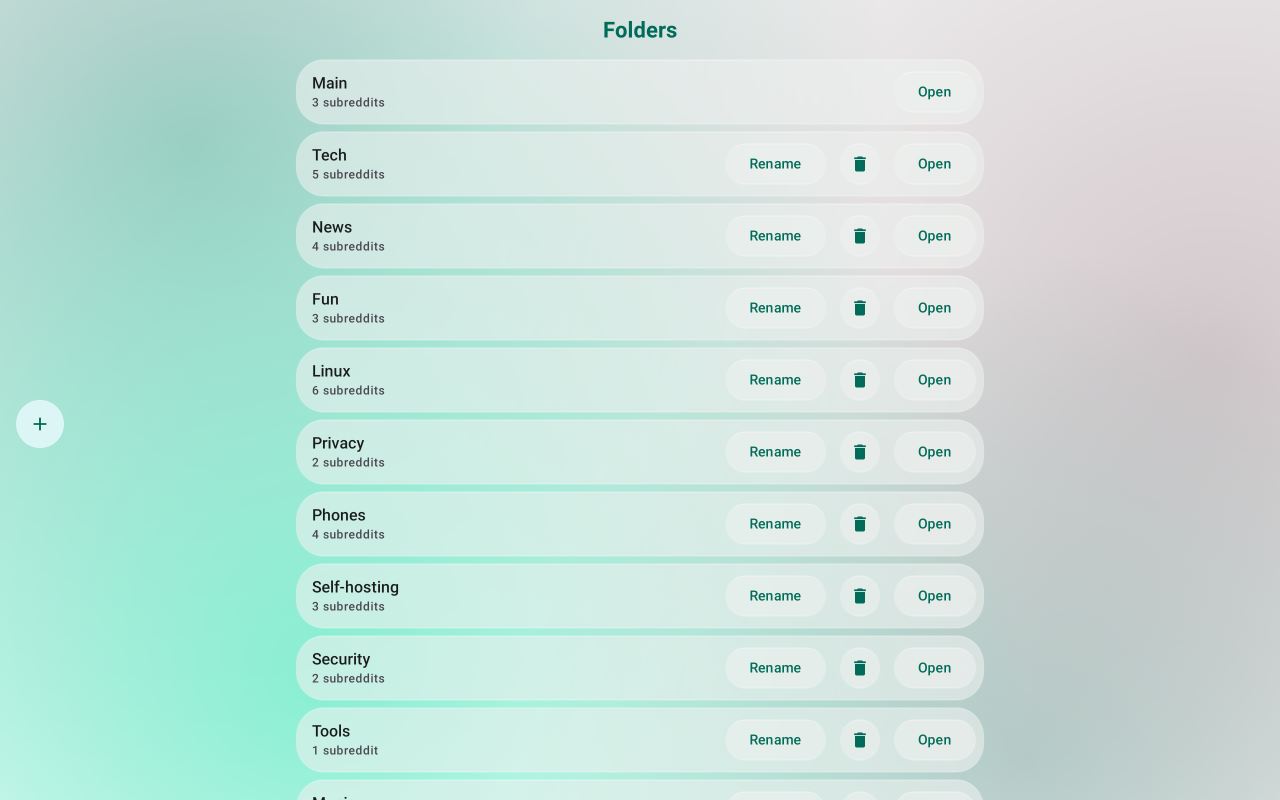 Folders
Main
3 subreddits
Open
Tech
5 subreddits
Rename
Open
News
4 subreddits
Rename
Open
Fun
3 subreddits
Rename
Open
Linux
6 subreddits
Rename
Open
Privacy
2 subreddits
Rename
Open
Phones
4 subreddits
Rename
Open
Self-hosting
3 subreddits
Rename
Open
Security
2 subreddits
Rename
Open
Tools
1 subreddit
Rename
Open